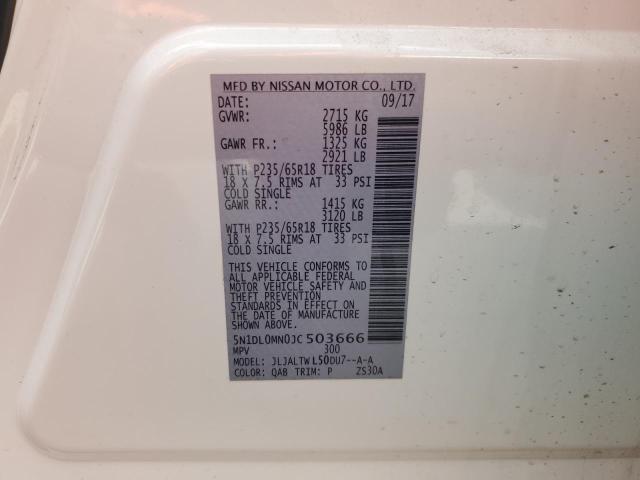 MFD BY NISSAN MOTOR CO., LTD.
DATE: 09/17
GVWR: 2715 KG
5986 LB
GAWR FR.: 1325 KG
2921 LB
WITH P235/65R18 TIRES
18 X 7.5 RIMS AT 33 PSI
COLD SINGLE
GAWR RR.: 1415 KG
3120 LB
WITH P235/65R18 TIRES
18 X 7.5 RIMS AT 33 PSI
COLD SINGLE
THIS VEHICLE CONFORMS TO
ALL APPLICABLE FEDERAL
MOTOR VEHICLE SAFETY AND
THEFT PREVENTION
STANDARDS IN EFFECT ON
THE DATE OF MANUFACTURE
SHOWN ABOVE.
5N1DL0MN0JC503666
MPV 300
MODEL: JLJALTWL50DU7--A-A
COLOR: QAB TRIM: P ZS30A